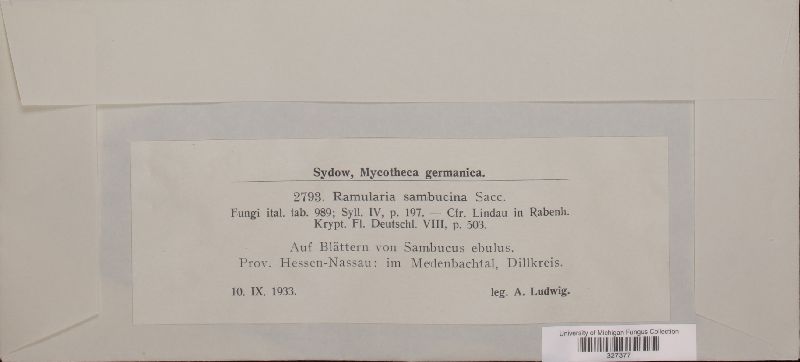 Sydow, Mycotheca germanica.
2793. Ramularia sambucina Sacc.
Fungi ital. tab. 989; Syll. IV, p. 197. — Cfr. Lindau in Rabenh.
Krypt. Fl. Deutschl. VIII, p. 503.
Auf Blättern von Sambucus ebulus.
Prov. Hessen-Nassau: im Medenbachtal, Dillkreis.
10. IX. 1933. leg. A. Ludwig.
University of Michigan Fungus Collection
327377